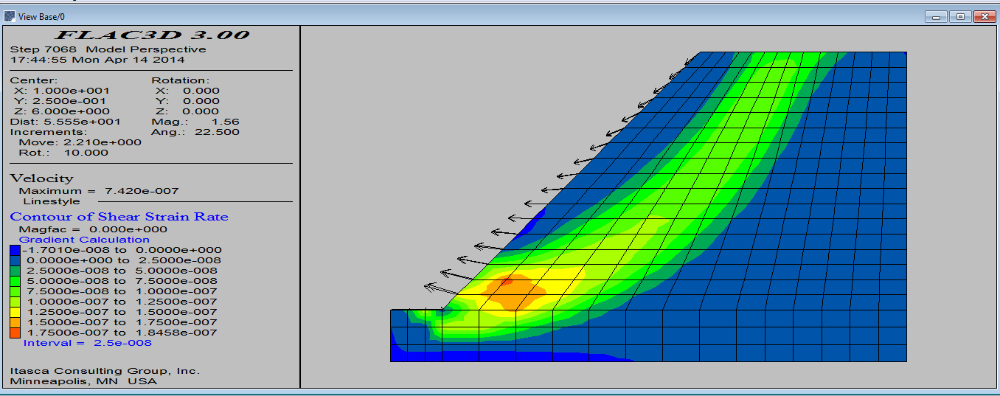 View Base/0
FLAC3D 3.00
Step 7068 Model Perspective
17:44:55 Mon Apr 14 2014
Center: Rotation:
X: 1.000e+001 X: 0.000
Y: 2.500e-001 Y: 0.000
Z: 6.000e+000 Z: 0.000
Dist: 5.555e+001 Mag.: 1.56
Increments: Ang.: 22.500
Move: 2.210e+000
Rot.: 10.000
Velocity
Maximum = 7.420e-007
Linestyle
Contour of Shear Strain Rate
Magfac = 0.000e+000
Gradient Calculation
-1.7010e-008 to 0.0000e+000
0.0000e+000 to 2.5000e-008
2.5000e-008 to 5.0000e-008
5.0000e-008 to 7.5000e-008
7.5000e-008 to 1.0000e-007
1.0000e-007 to 1.2500e-007
1.2500e-007 to 1.5000e-007
1.5000e-007 to 1.7500e-007
1.7500e-007 to 1.8458e-007
Interval = 2.5e-008
Itasca Consulting Group, Inc.
Minneapolis, MN USA